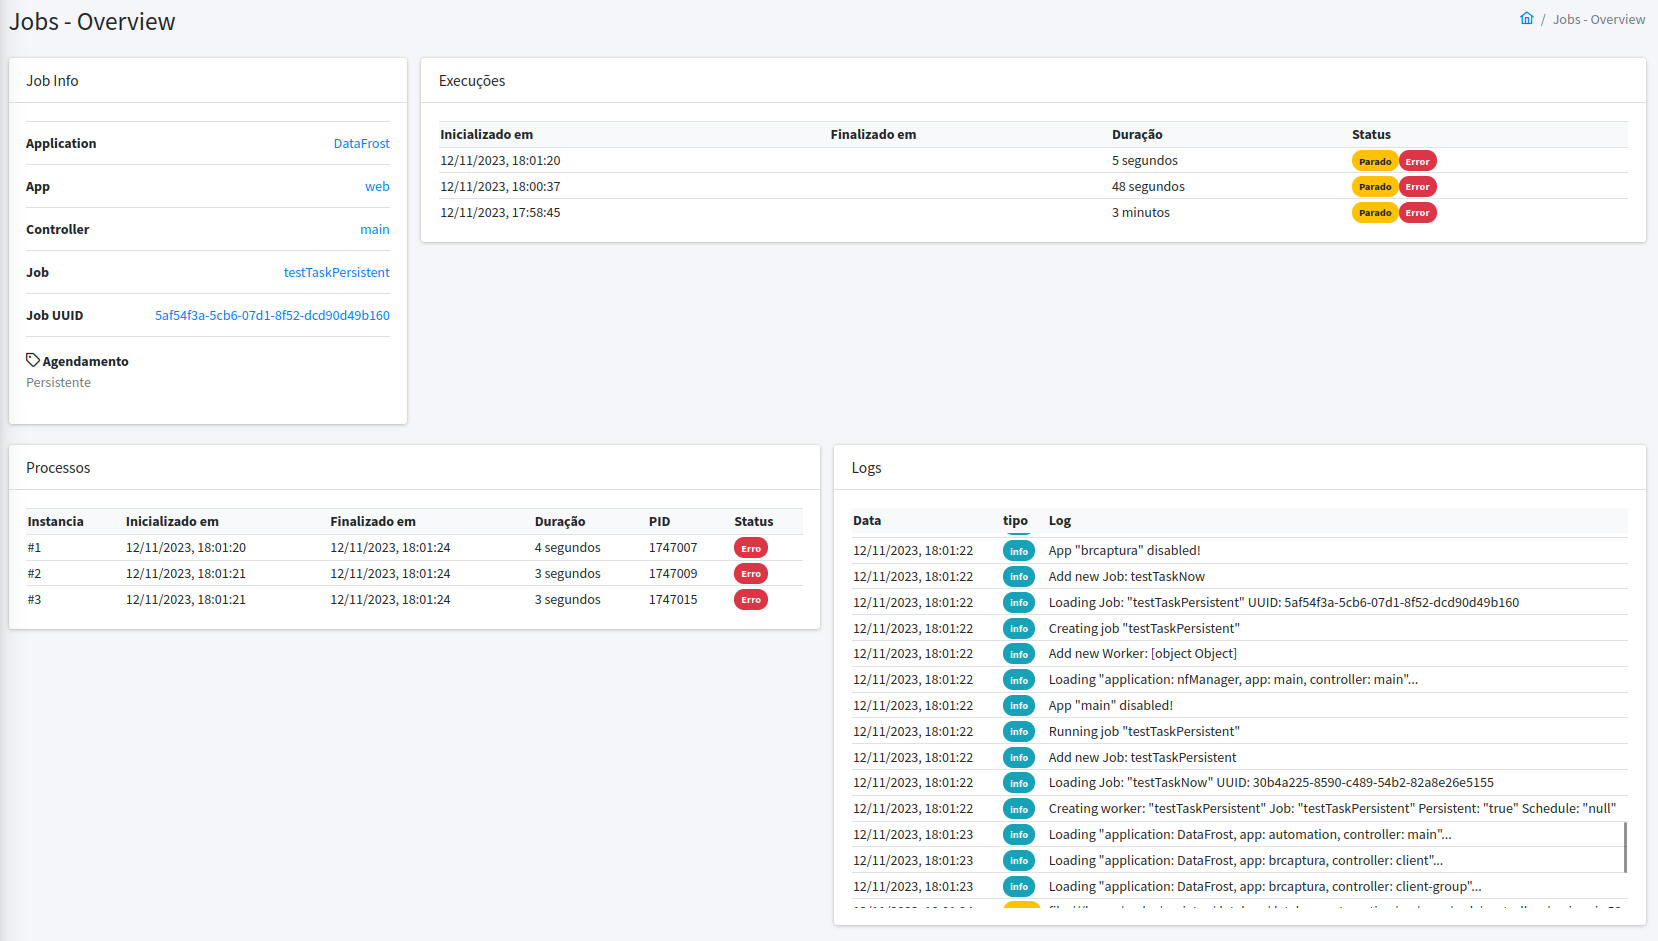 Jobs - Overview
/ Jobs - Overview
Job Info
Application DataFrost
App web
Controller main
Job testTaskPersistent
Job UUID 5af54f3a-5cb6-07d1-8f52-dcd90d49b160
Agendamento
Persistente
Execuções
Inicializado em Finalizado em Duração Status
12/11/2023, 18:01:20 5 segundos Parado Error
12/11/2023, 18:00:37 48 segundos Parado Error
12/11/2023, 17:58:45 3 minutos Parado Error
Processos
Instancia Inicializado em Finalizado em Duração PID Status
#1 12/11/2023, 18:01:20 12/11/2023, 18:01:24 4 segundos 1747007 Erro
#2 12/11/2023, 18:01:21 12/11/2023, 18:01:24 3 segundos 1747009 Erro
#3 12/11/2023, 18:01:21 12/11/2023, 18:01:24 3 segundos 1747015 Erro
Logs
Data tipo Log
12/11/2023, 18:01:22 info App "brcaptura" disabled!
12/11/2023, 18:01:22 info Add new Job: testTaskNow
12/11/2023, 18:01:22 info Loading Job: "testTaskPersistent" UUID: 5af54f3a-5cb6-07d1-8f52-dcd90d49b160
12/11/2023, 18:01:22 info Creating job "testTaskPersistent"
12/11/2023, 18:01:22 info Add new Worker: [object Object]
12/11/2023, 18:01:22 info Loading "application: nfManager, app: main, controller: main"...
12/11/2023, 18:01:22 info App "main" disabled!
12/11/2023, 18:01:22 info Running job "testTaskPersistent"
12/11/2023, 18:01:22 info Add new Job: testTaskPersistent
12/11/2023, 18:01:22 info Loading Job: "testTaskNow" UUID: 30b4a225-8590-c489-54b2-82a8e26e5155
12/11/2023, 18:01:22 info Creating worker: "testTaskPersistent" Job: "testTaskPersistent" Persistent: "true" Schedule: "null"
12/11/2023, 18:01:23 info Loading "application: DataFrost, app: automation, controller: main"...
12/11/2023, 18:01:23 info Loading "application: DataFrost, app: brcaptura, controller: client"...
12/11/2023, 18:01:23 info Loading "application: DataFrost, app: brcaptura, controller: client-group"...